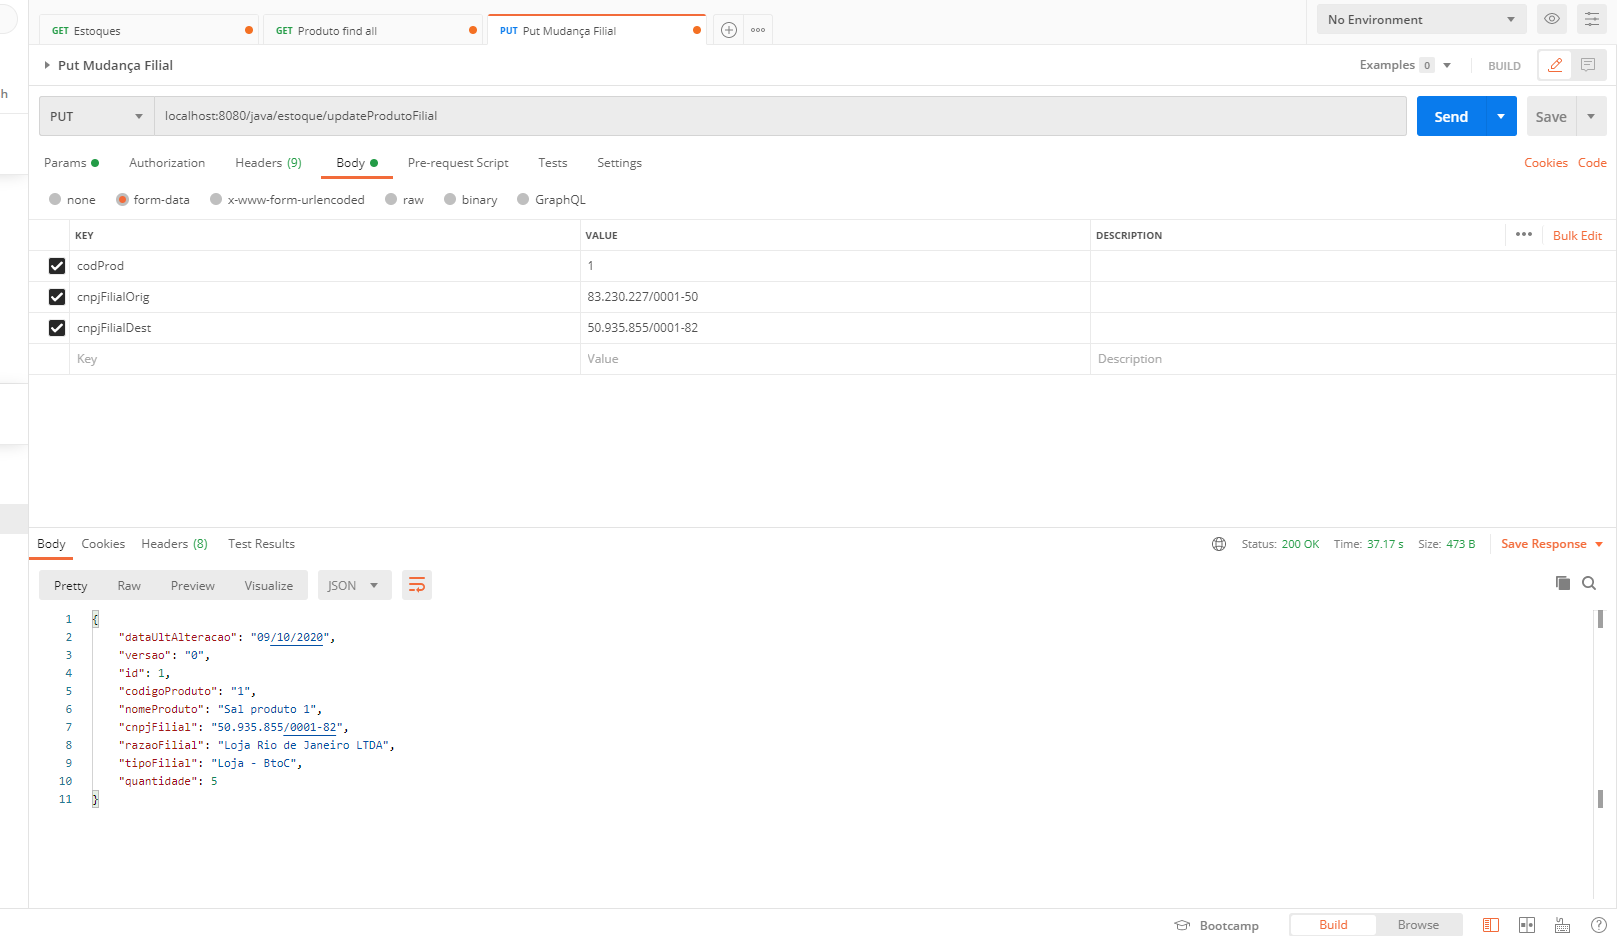 GET Estoques
GET Produto find all
PUT Put Mudança Filial
No Environment
Put Mudança Filial
Examples 0
BUILD
h
PUT
localhost:8080/java/estoque/updateProdutoFilial
Send
Save
Params
Authorization
Headers (9)
Body
Pre-request Script
Tests
Settings
Cookies Code
none
form-data
x-www-form-urlencoded
raw
binary
GraphQL
KEY VALUE DESCRIPTION
Bulk Edit
codProd 1
cnpjFilialOrig 83.230.227/0001-50
cnpjFilialDest 50.935.855/0001-82
Key Value Description
Body Cookies Headers (8) Test Results
Status: 200 OK Time: 37.17 s Size: 473 B Save Response
Pretty Raw Preview Visualize JSON
1 {
2 "dataUltAlteracao": "09/10/2020",
3 "versao": "0",
4 "id": 1,
5 "codigoProduto": "1",
6 "nomeProduto": "Sal produto 1",
7 "cnpjFilial": "50.935.855/0001-82",
8 "razaoFilial": "Loja Rio de Janeiro LTDA",
9 "tipoFilial": "Loja - BtoC",
10 "quantidade": 5
11 }
Bootcamp
Build
Browse